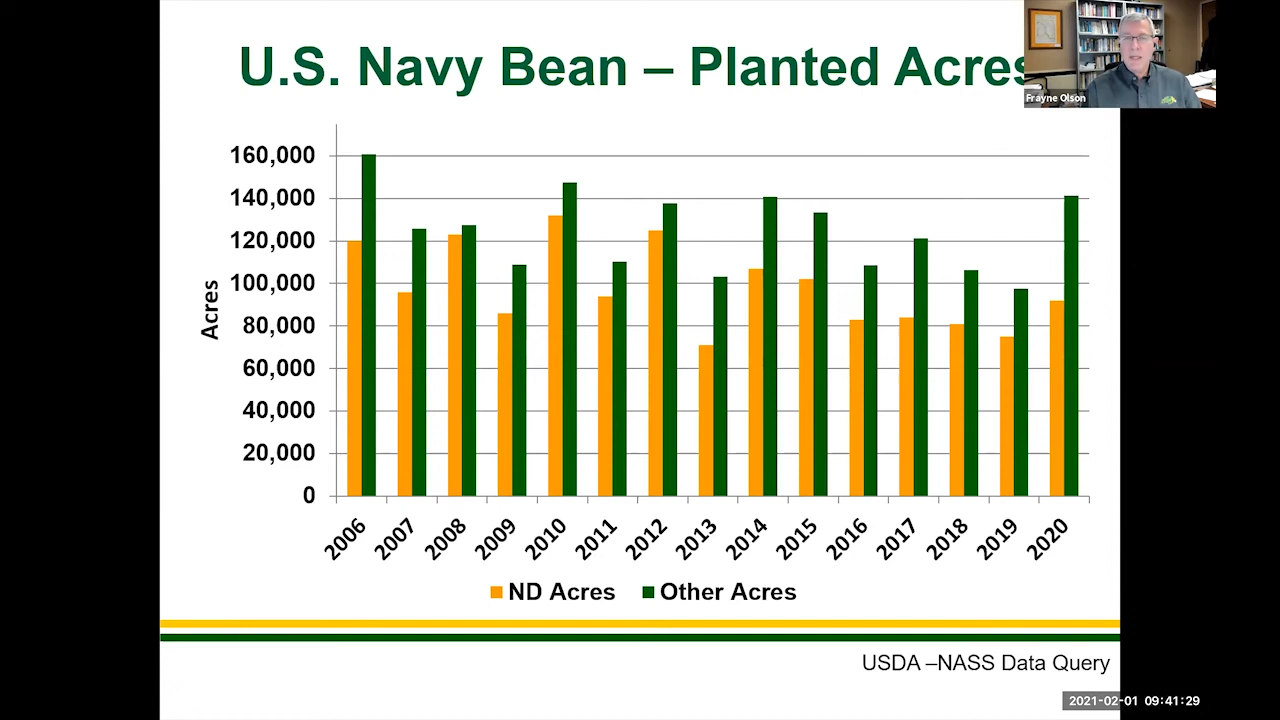 U.S. Navy Bean – Planted Acres
Frayne Olson
160,000
140,000
120,000
100,000
80,000
60,000
40,000
20,000
0
Acres
2006 2007 2008 2009 2010 2011 2012 2013 2014 2015 2016 2017 2018 2019 2020
ND Acres Other Acres
USDA –NASS Data Query
2021-02-01 09:41:29